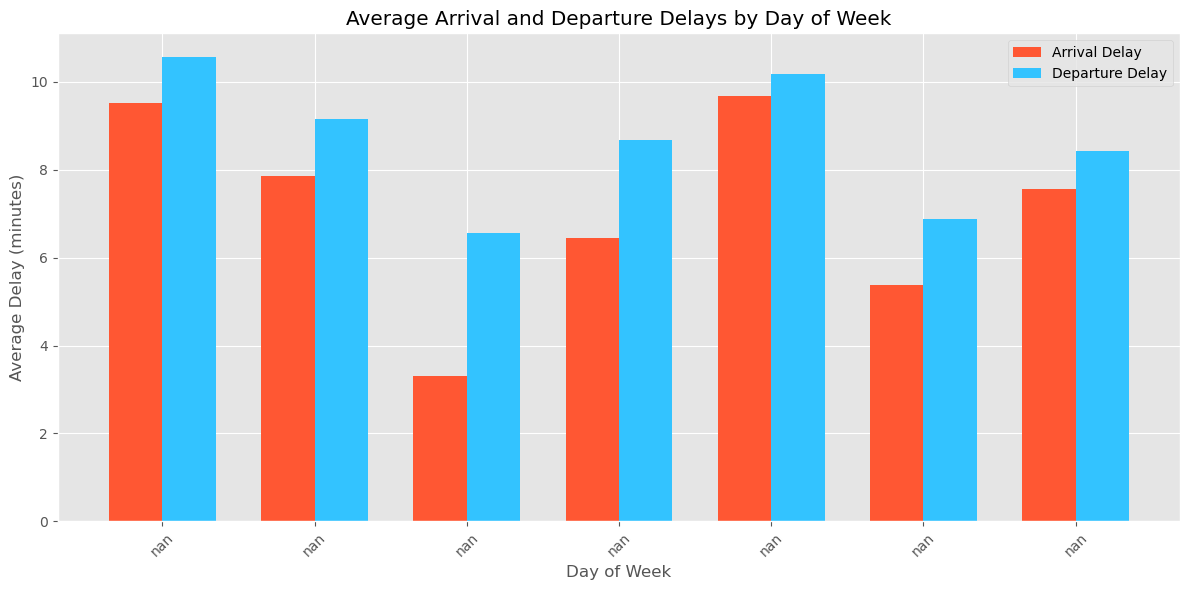 Average Arrival and Departure Delays by Day of Week
Arrival Delay
Departure Delay
Average Delay (minutes)
10
8
6
4
2
0
nan nan nan nan nan nan nan
Day of Week